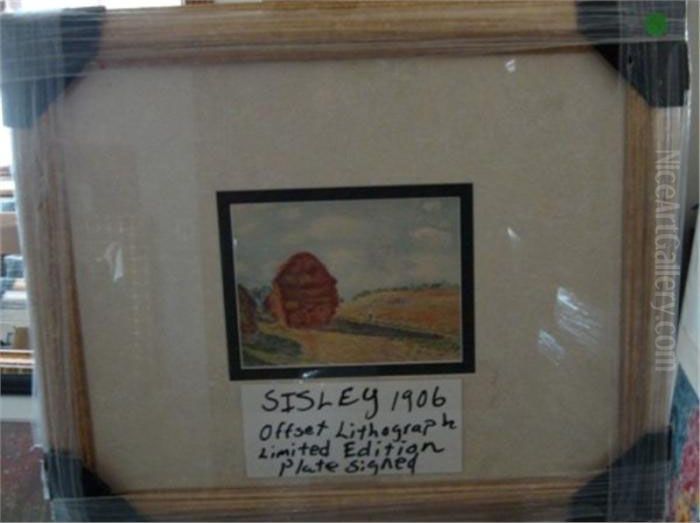 SISLEY 1906
Offset Lithograph
Limited Edition
Plate Signed
NiceArtGallery.com